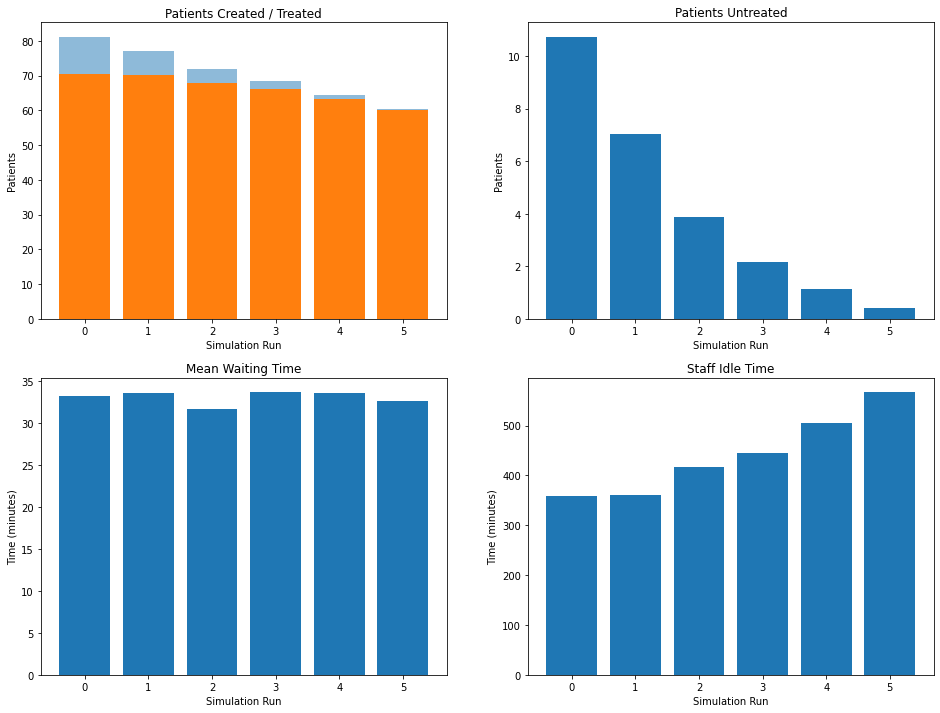 Patients Created / Treated
Patients
80
70
60
50
40
30
20
10
0
0 1 2 3 4 5
Simulation Run
Patients Untreated
Patients
10
8
6
4
2
0
0 1 2 3 4 5
Simulation Run
Mean Waiting Time
Time (minutes)
35
30
25
20
15
10
5
0
0 1 2 3 4 5
Simulation Run
Staff Idle Time
Time (minutes)
500
400
300
200
100
0
0 1 2 3 4 5
Simulation Run